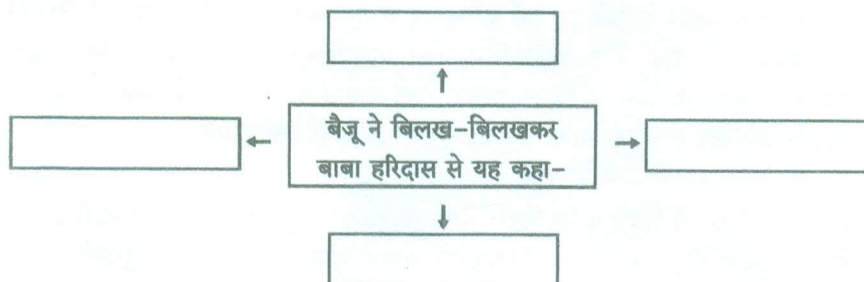 बैजू ने बिलख-बिलखकर
बाबा हरिदास से यह कहा-